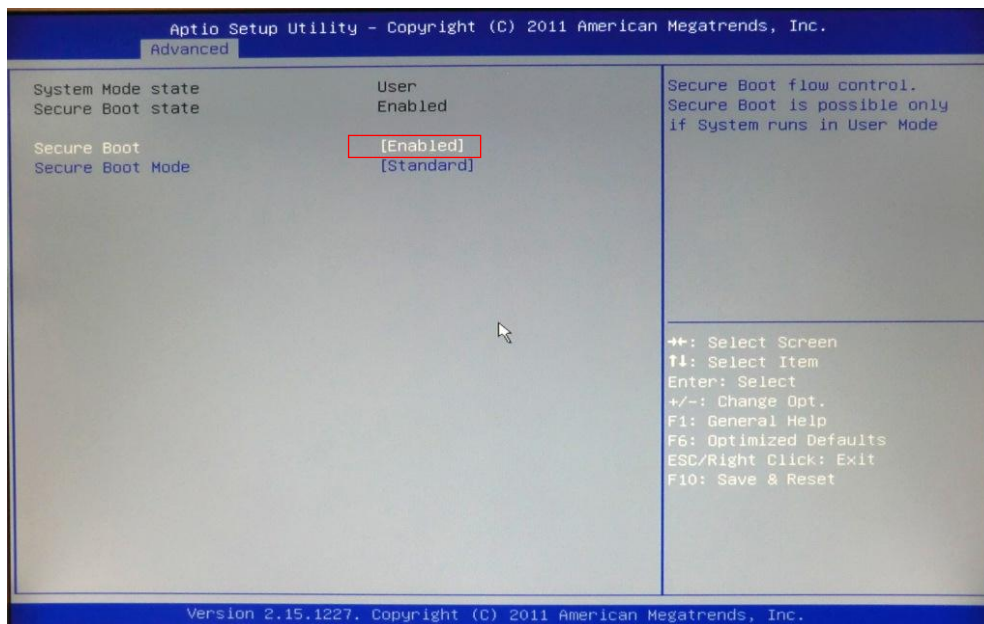 Aptio Setup Utility – Copyright (C) 2011 American Megatrends, Inc.
Advanced
System Mode state User
Secure Boot state Enabled
Secure Boot [Enabled]
Secure Boot Mode [Standard]
Secure Boot flow control.
Secure Boot is possible only
if System runs in User Mode
→←: Select Screen
↑↓: Select Item
Enter: Select
+/-: Change Opt.
F1: General Help
F6: Optimized Defaults
ESC/Right Click: Exit
F10: Save & Reset
Version 2.15.1227. Copyright (C) 2011 American Megatrends, Inc.